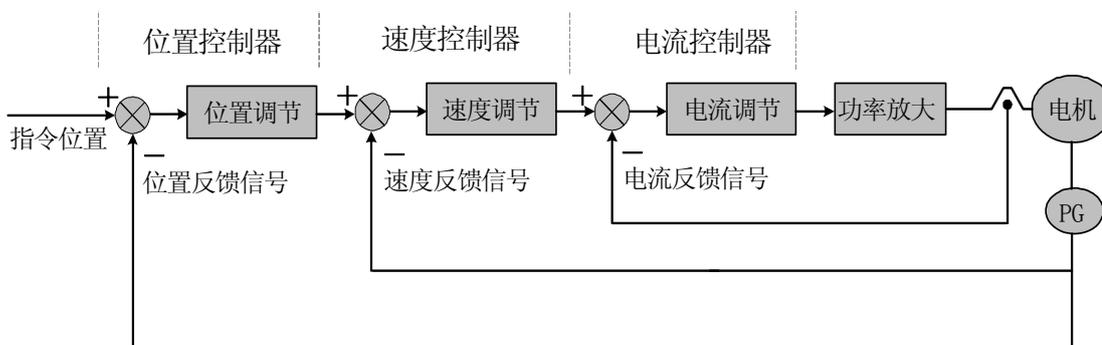 位置控制器
速度控制器
电流控制器
+
+
+
位置调节
速度调节
电流调节
功率放大
电机
指令位置
−
−
−
位置反馈信号
速度反馈信号
电流反馈信号
PG